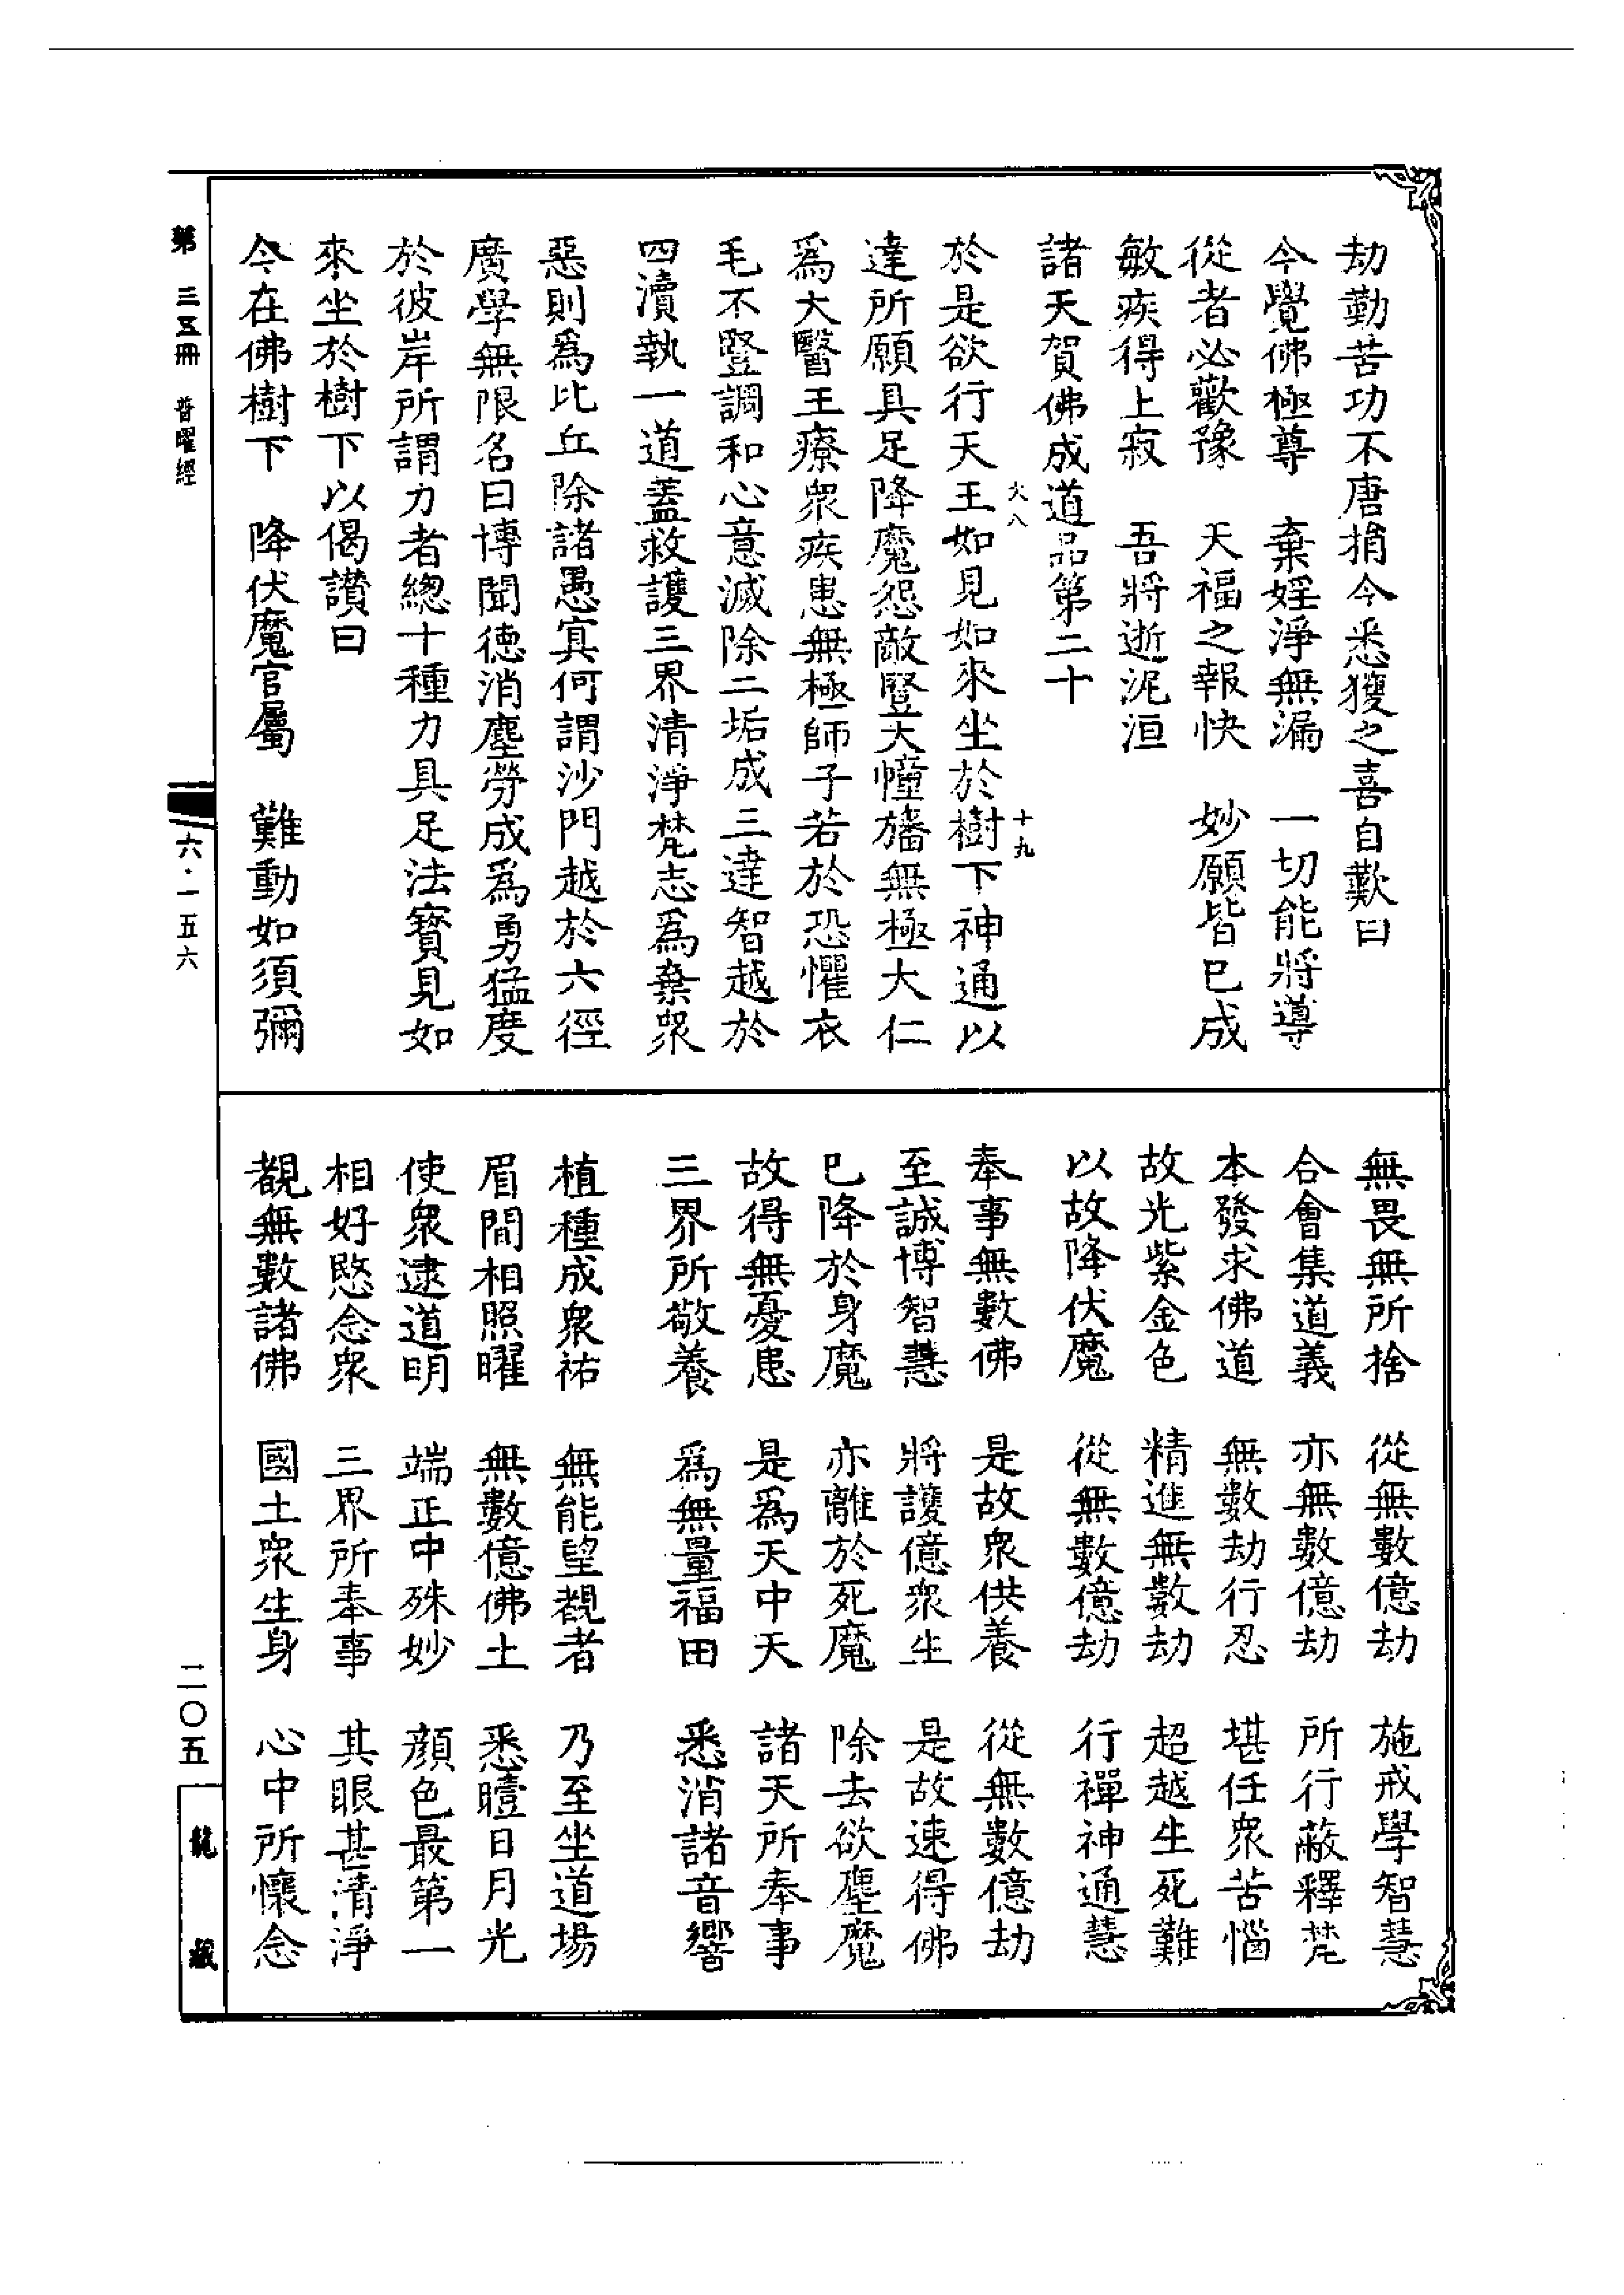 劫勤苦功不唐捐今悉獲之喜自歎曰
今覺佛極尊　棄婬淨無漏　一切能將導
從者必歡豫　天福之報快　妙願皆已成
敏疾得上寂　吾將逝泥洹
諸天賀佛成道品第二十
於是欲行天王如見如來坐於樹下神通以
達所願具足降魔怨敵豎大幢旛無極大仁
爲大醫王療衆疾患無極師子若於恐懼衣
毛不豎調和心意滅除二垢成三達智越於
四瀆執一道蓋救護三界清淨梵志爲棄衆
惡則爲比丘除諸愚冥何謂沙門越於六徑
廣學無限名曰博聞德消塵勞成爲勇猛度
於彼岸所謂力者總十種力具足法寶見如
來坐於樹下以偈讚曰
今在佛樹下　降伏魔官屬　難動如須彌
無畏無所捨　從無數億劫　施戒學智慧
合會集道義　亦無數億劫　所行蔽釋梵
本發求佛道　無數劫行忍　堪任衆苦惱
故光紫金色　精進無數劫　超越生死難
以故降伏魔　從無數億劫　行禪神通慧
奉事無數佛　是故衆供養　從無數億劫
至誠博智慧　將護億衆生　是故速得佛
已降於身魔　亦離於死魔　除去欲塵魔
故得無憂患　是爲天中天　諸天所奉事
三界所敬養　爲無量福田　悉消諸音響
植種成衆祐　無能望覩者　乃至坐道場
眉間相照曜　無數億佛土　悉曀日月光
使衆逮道明　端正中殊妙　顏色最第一
相好愍念衆　三界所奉事　其眼甚清淨
覩無數諸佛　國土衆生身　心中所懷念
大八
十九
第三五冊　普曜經
六·一五六
二〇五
龍藏